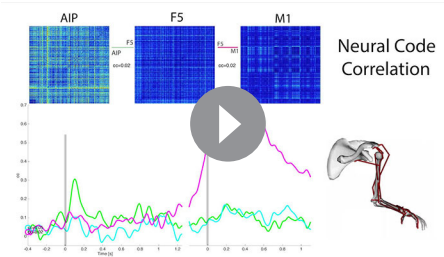 AIP F5 M1
F5
AIP
cc=0.02
F5
M1
cc=0.02
Neural Code
Correlation
0.7
0.6
0.5
0.4
0.3
0.2
0.1
-0.4 -0.2 0 0.2 0.4 0.6 0.8 1 1.2 0 0.2 0.4 0.6 0.8 1
Time [s]